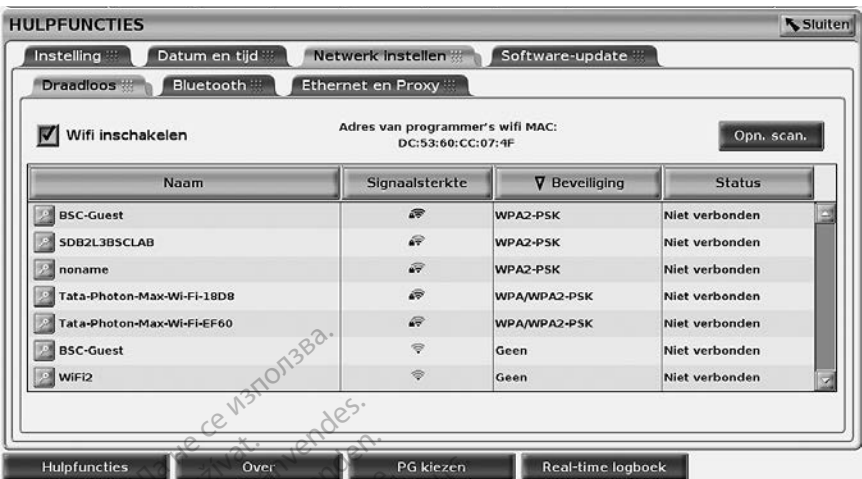 HULPFUNCTIES
Sluiten
Instelling Datum en tijd Netwerk instellen Software-update
Draadloos Bluetooth Ethernet en Proxy
Wifi inschakelen
Adres van programmer's wifi MAC:
DC:53:60:CC:07:4F
Opn. scan.
Naam Signaalsterkte Beveiliging Status
BSC-Guest WPA2-PSK Niet verbonden
SDB2L3BSCLAB WPA2-PSK Niet verbonden
noname WPA2-PSK Niet verbonden
Tata-Photon-Max-Wi-Fi-18D8 WPA/WPA2-PSK Niet verbonden
Tata-Photon-Max-Wi-Fi-EF60 WPA/WPA2-PSK Niet verbonden
BSC-Guest Geen Niet verbonden
WiFi2 Geen Niet verbonden
не се използва.
Hulpfuncties Over PG kiezen Real-time logboek